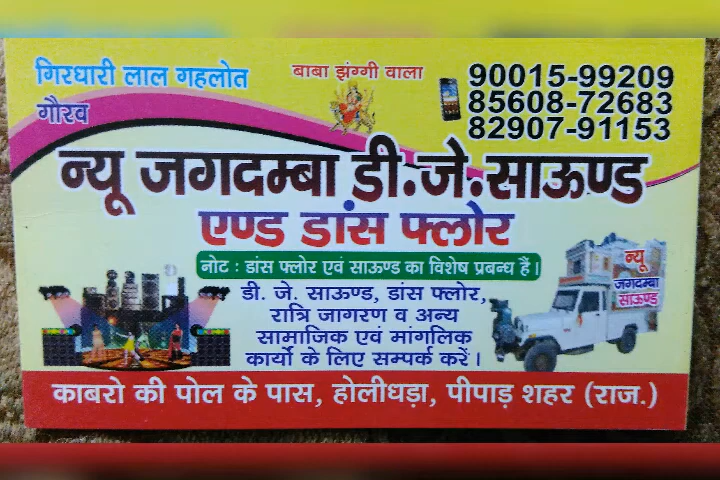 गिरधारी लाल गहलोत
गौरव
बाबा झंग्गी वाला
90015-99209
85608-72683
82907-91153
न्यू जगदम्बा डी.जे.साऊण्ड
एण्ड डांस फ्लोर
नोट : डांस फ्लोर एवं साऊण्ड का विशेष प्रबन्ध हैं।
डी. जे. साऊण्ड, डांस फ्लोर,
रात्रि जागरण व अन्य
सामाजिक एवं मांगलिक
कार्यो के लिए सम्पर्क करें।
न्यू
जगदम्बा
साऊण्ड
काबरो की पोल के पास, होलीधड़ा, पीपाड़ शहर (राज.)